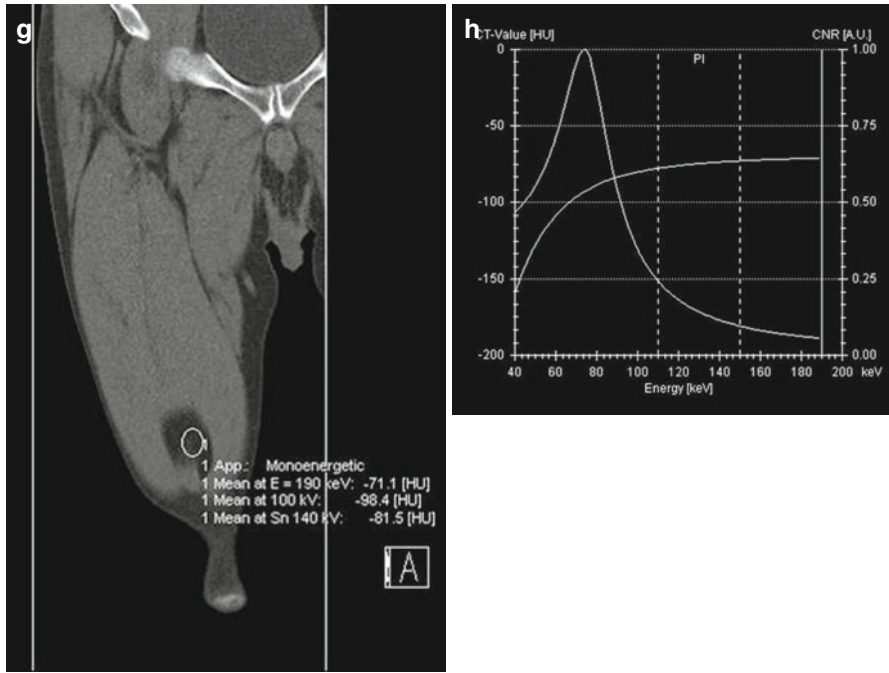 g
1
1 App.: Monoenergetic
1 Mean at E = 190 keV: -71.1 [HU]
1 Mean at 100 kV: -98.4 [HU]
1 Mean at Sn 140 kV: -81.5 [HU]
A
h
CT-Value [HU] CNR [A.U.]
0 PI 1.00
-50 0.75
-100 0.50
-150 0.25
-200 0.00
40 60 80 100 120 140 160 180 200 keV
Energy [keV]